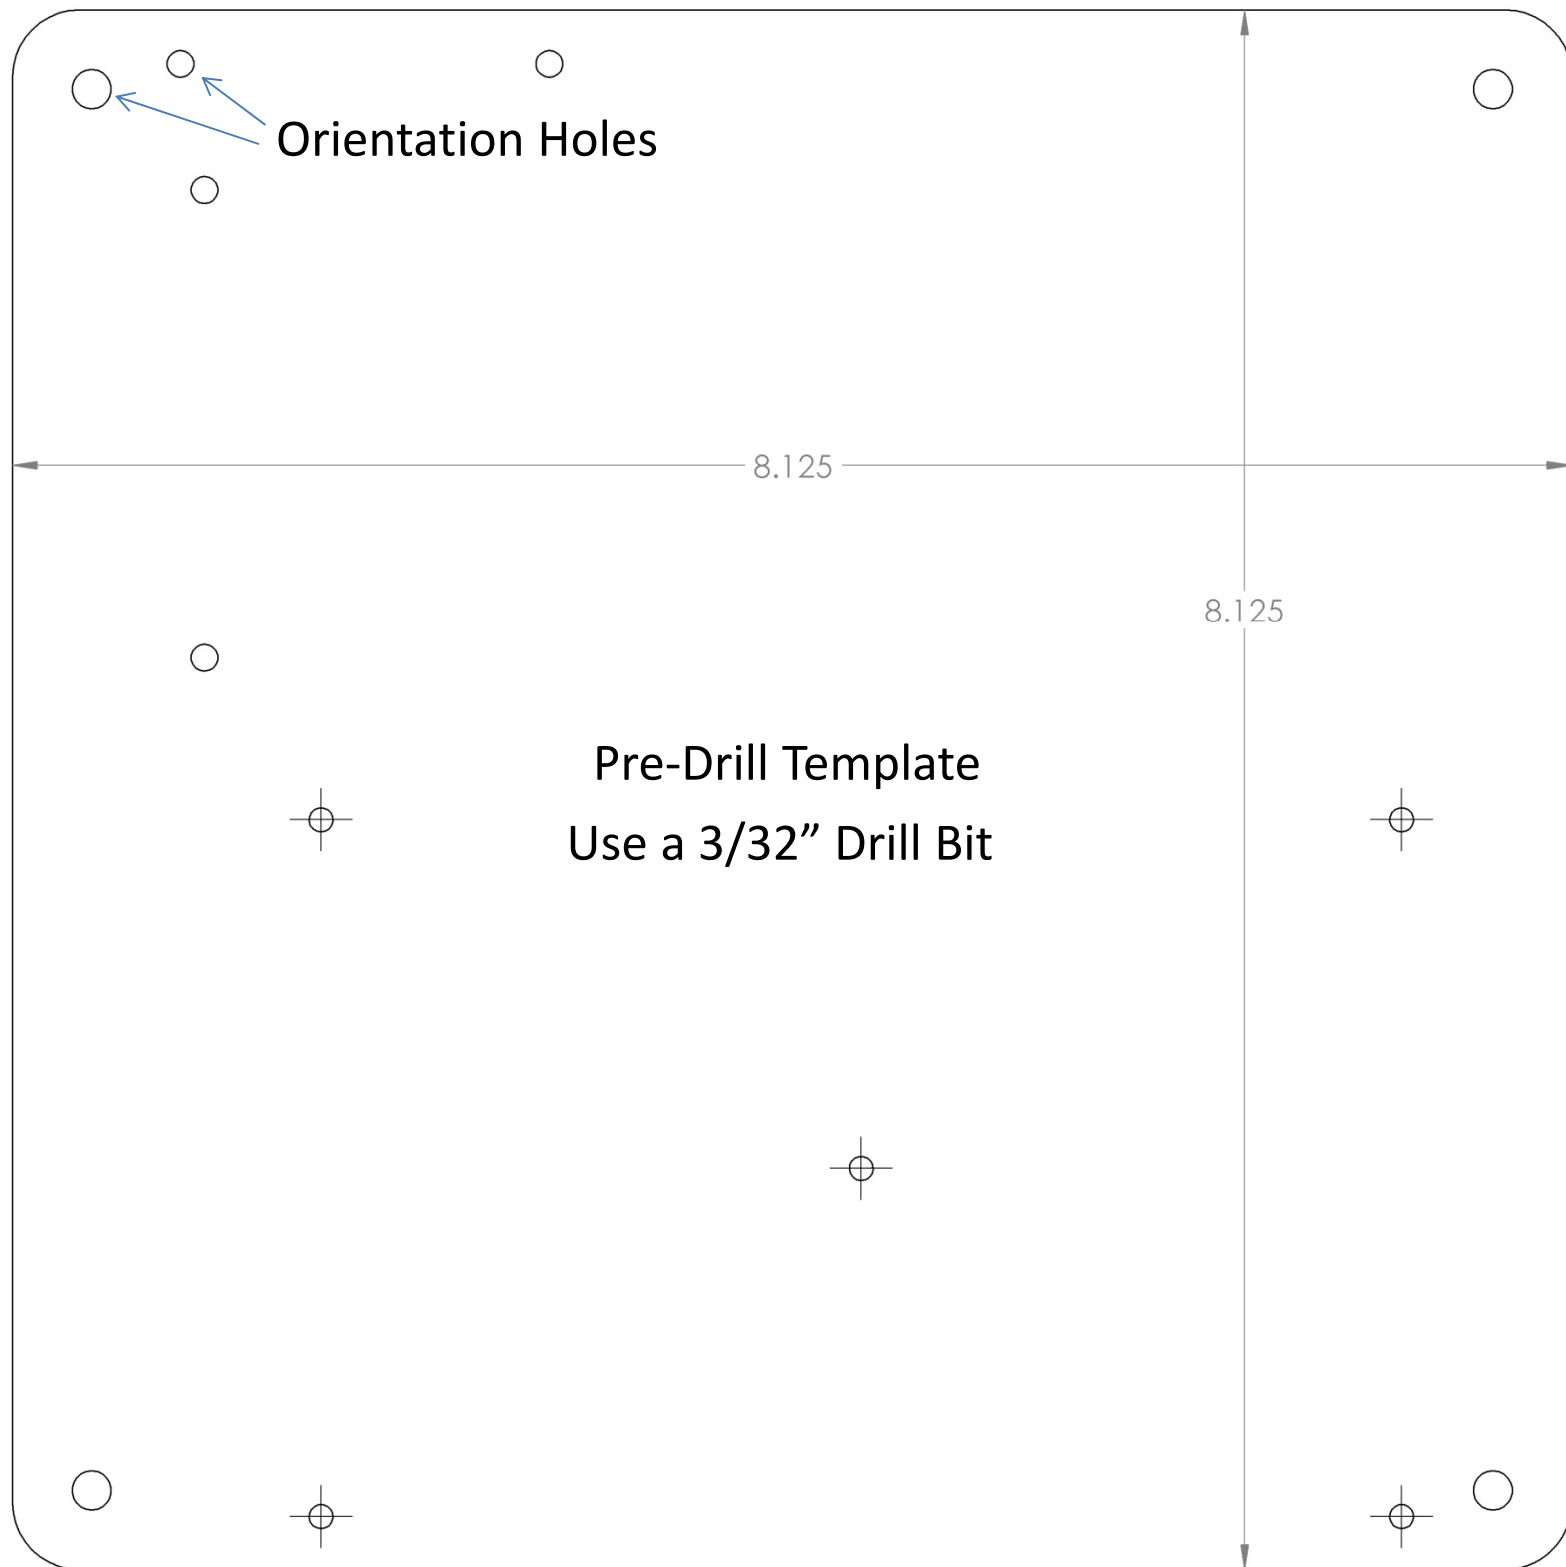 Orientation Holes
8.125
8.125
Pre-Drill Template
Use a 3/32” Drill Bit